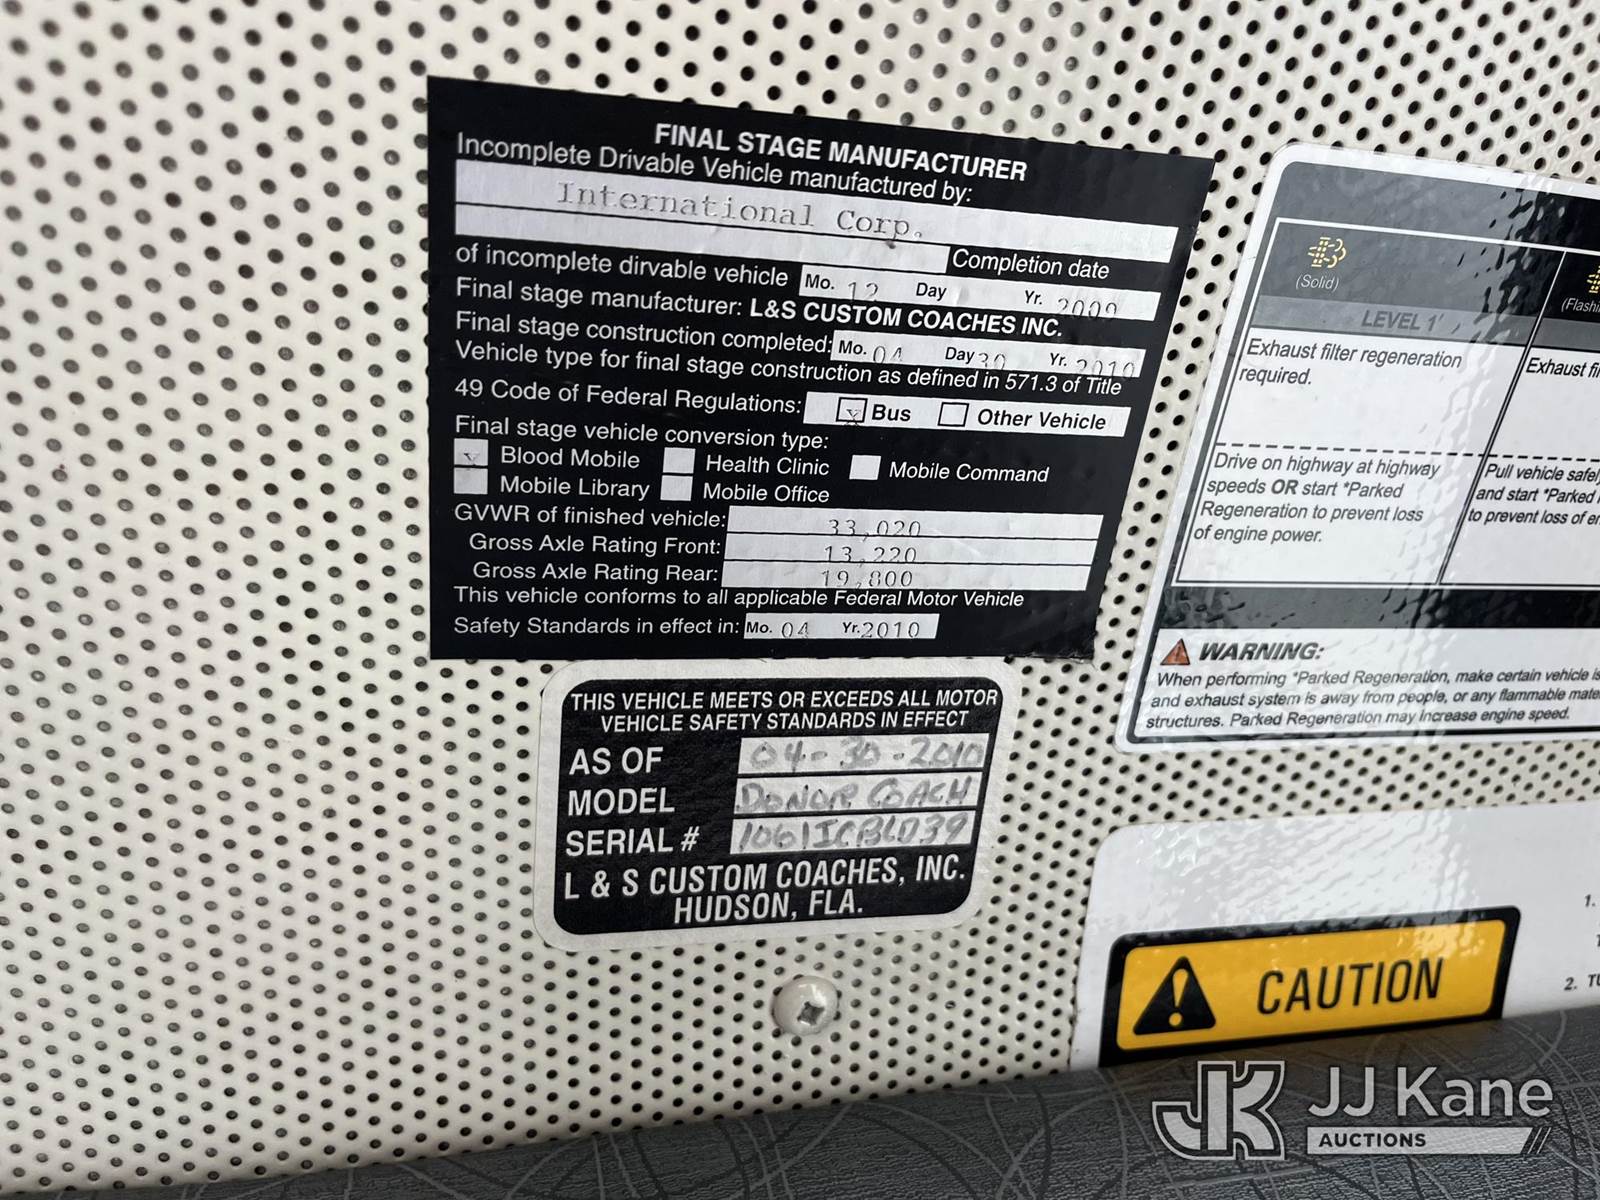 FINAL STAGE MANUFACTURER
Incomplete Drivable Vehicle manufactured by:
International Corp.
Completion date
of incomplete dirvable vehicle Mo. 12 Day Yr. 2009
Final stage manufacturer: L&S CUSTOM COACHES INC.
Final stage construction completed: Mo. 04 Day 30 Yr. 2010
Vehicle type for final stage construction as defined in 571.3 of Title
49 Code of Federal Regulations: x Bus Other Vehicle
Final stage vehicle conversion type:
x Blood Mobile Health Clinic Mobile Command
Mobile Library Mobile Office
GVWR of finished vehicle: 33,020
Gross Axle Rating Front: 13,220
Gross Axle Rating Rear: 19,800
This vehicle conforms to all applicable Federal Motor Vehicle
Safety Standards in effect in: Mo. 04 Yr. 2010
THIS VEHICLE MEETS OR EXCEEDS ALL MOTOR
VEHICLE SAFETY STANDARDS IN EFFECT
AS OF 04-30-2010
MODEL DONOR COACH
SERIAL # 1061ICBLD39
L & S CUSTOM COACHES, INC.
HUDSON, FLA.
(Solid)
LEVEL 1
Exhaust filter regeneration
required.
Drive on highway at highway
speeds OR start *Parked
Regeneration to prevent loss
of engine power.
(Flashi
Exhaust fi
Pull vehicle safely
and start *Parked
to prevent loss of
WARNING:
When performing *Parked Regeneration, make certain vehicle is
and exhaust system is away from people, or any flammable mate
structures. Parked Regeneration may increase engine speed.
1.
2. TU
CAUTION
JK JJ Kane
AUCTIONS